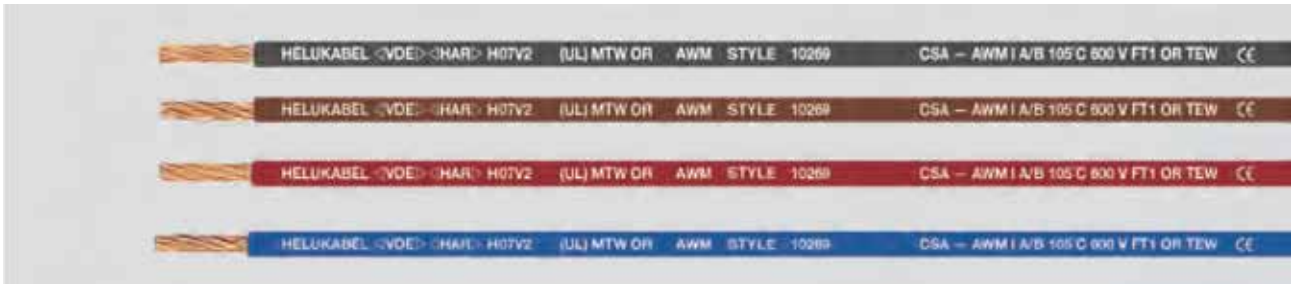 HELUKABEL ◁VDE▷ ◁HAR▷ H07V2 (UL) MTW OR AWM STYLE 10269 CSA – AWM I A/B 105°C 600 V FT1 OR TEW CE
HELUKABEL ◁VDE▷ ◁HAR▷ H07V2 (UL) MTW OR AWM STYLE 10269 CSA – AWM I A/B 105°C 600 V FT1 OR TEW CE
HELUKABEL ◁VDE▷ ◁HAR▷ H07V2 (UL) MTW OR AWM STYLE 10269 CSA – AWM I A/B 105°C 600 V FT1 OR TEW CE
HELUKABEL ◁VDE▷ ◁HAR▷ H07V2 (UL) MTW OR AWM STYLE 10269 CSA – AWM I A/B 105°C 600 V FT1 OR TEW CE